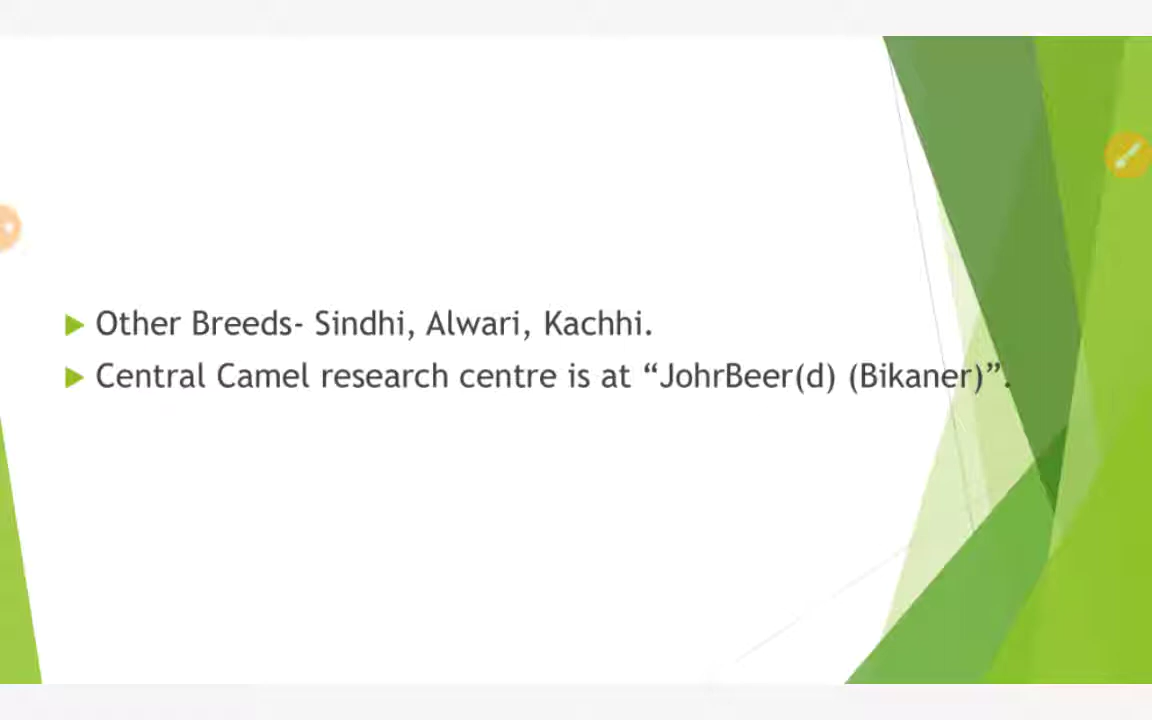 Other Breeds- Sindhi, Alwari, Kachhi.
Central Camel research centre is at “JohrBeer(d) (Bikaner)”.